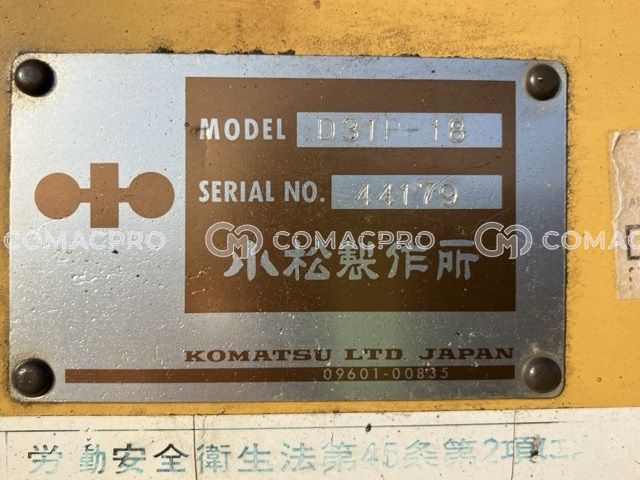 MODEL D31P-18
SERIAL NO. 44179
COMACPRO COMACPRO COMAC
小松製作所
KOMATSU LTD. JAPAN
09601-00835
労働安全衛生法第45条第2項に